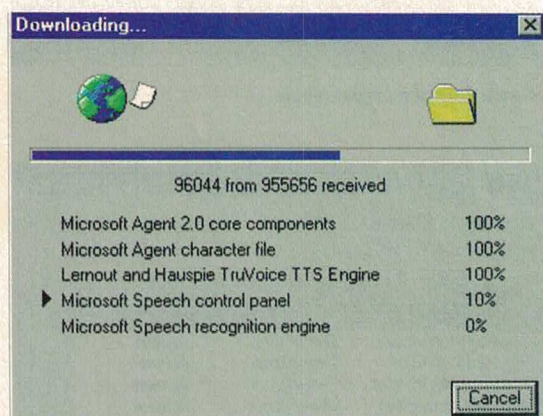 Downloading...
96044 from 955656 received
Microsoft Agent 2.0 core components 100%
Microsoft Agent character file 100%
Lernout and Hauspie TruVoice TTS Engine 100%
Microsoft Speech control panel 10%
Microsoft Speech recognition engine 0%
Cancel